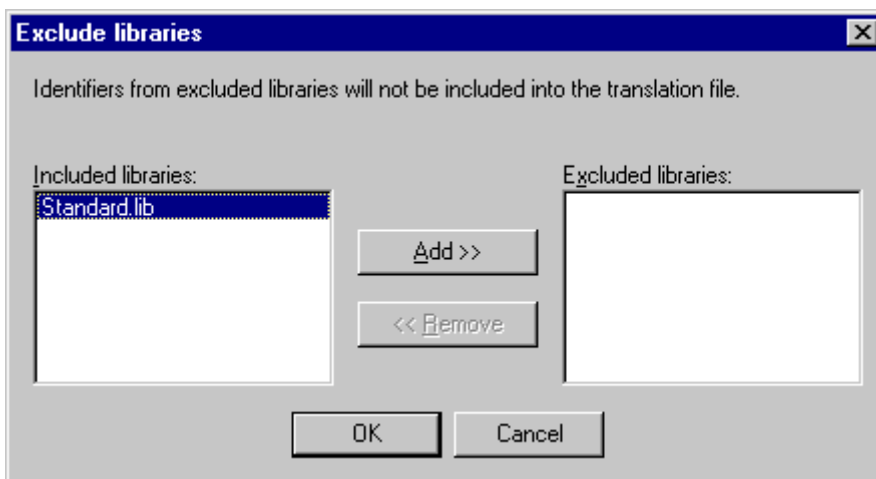 Exclude libraries
Identifiers from excluded libraries will not be included into the translation file.
Included libraries:
Excluded libraries:
Standard.lib
Add >>
<< Remove
OK
Cancel